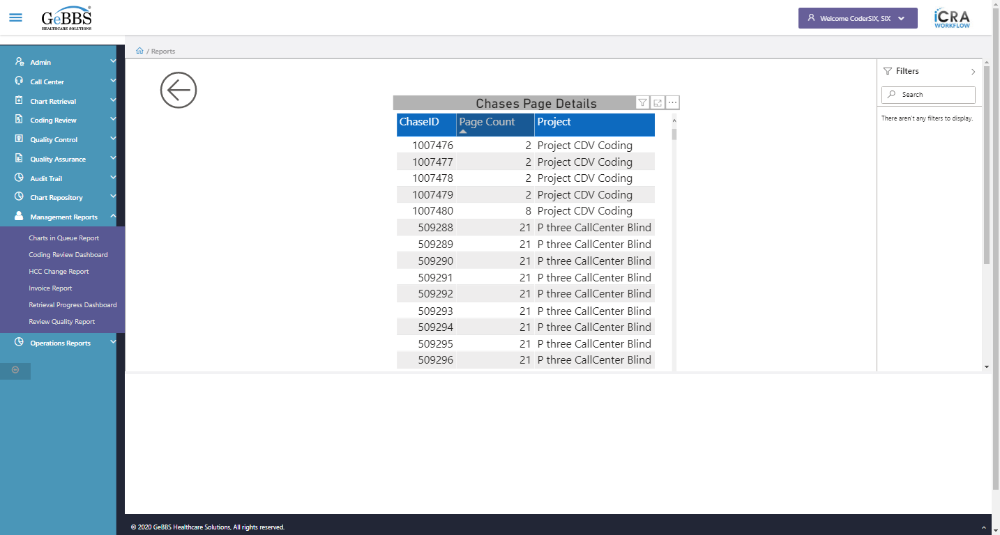 GeBBS
HEALTHCARE SOLUTIONS
Welcome CoderSIX, SIX
iCRA
WORKFLOW
Admin
Call Center
Chart Retrieval
Coding Review
Quality Control
Quality Assurance
Audit Trail
Chart Repository
Management Reports
Charts in Queue Report
Coding Review Dashboard
HCC Change Report
Invoice Report
Retrieval Progress Dashboard
Review Quality Report
Operations Reports
/ Reports
Chases Page Details
ChaseID Page Count Project
1007476 2 Project CDV Coding
1007477 2 Project CDV Coding
1007478 2 Project CDV Coding
1007479 2 Project CDV Coding
1007480 8 Project CDV Coding
509288 21 P three CallCenter Blind
509289 21 P three CallCenter Blind
509290 21 P three CallCenter Blind
509291 21 P three CallCenter Blind
509292 21 P three CallCenter Blind
509293 21 P three CallCenter Blind
509294 21 P three CallCenter Blind
509295 21 P three CallCenter Blind
509296 21 P three CallCenter Blind
Filters
Search
There aren't any filters to display.
© 2020 GeBBS Healthcare Solutions, All rights reserved.